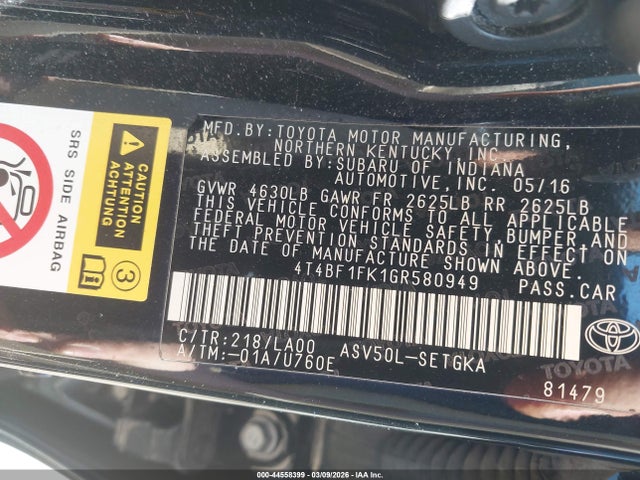 SRS SIDE AIRBAG
CAUTION
ATTENTION
ACHTUNG
3
MFD.BY:TOYOTA MOTOR MANUFACTURING,
NORTHERN KENTUCKY INC
ASSEMBLED BY:SUBARU OF INDIANA
AUTOMOTIVE,INC. 05/16
GVWR 4630LB GAWR FR 2625LB RR 2625LB
THIS VEHICLE CONFORMS TO ALL APPLICABLE
FEDERAL MOTOR VEHICLE SAFETY,BUMPER,AND
THEFT PREVENTION STANDARDS IN EFFECT ON
THE DATE OF MANUFACTURE SHOWN ABOVE.
4T4BF1FK1GR580949 PASS.CAR
C/TR:218/LA00 ASV50L-SETGKA
A/TM:-01A/U760E
TOYOTA
81479
000-44558399 | 03/09/2026 | IAA Inc. (IAA)